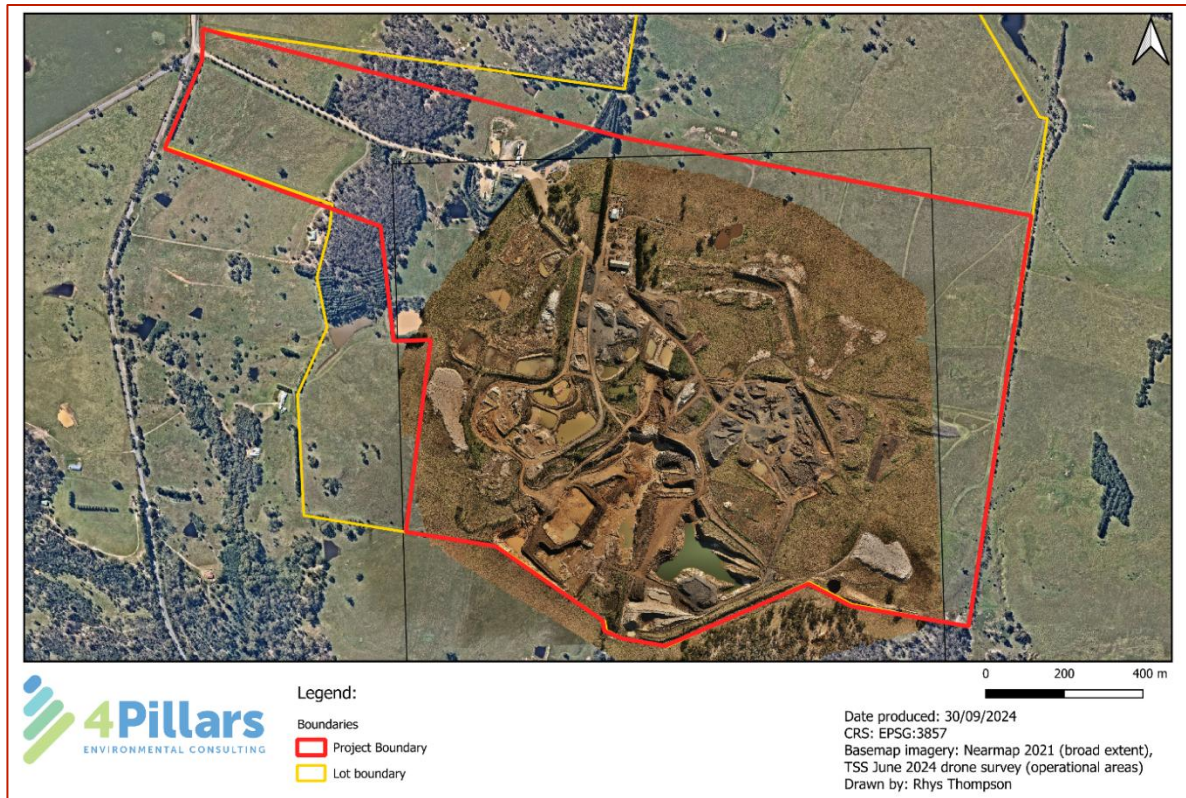 0 200 400 m
4Pillars
ENVIRONMENTAL CONSULTING
Legend:
Boundaries
Project Boundary
Lot boundary
Date produced: 30/09/2024
CRS: EPSG:3857
Basemap imagery: Nearmap 2021 (broad extent),
TSS June 2024 drone survey (operational areas)
Drawn by: Rhys Thompson